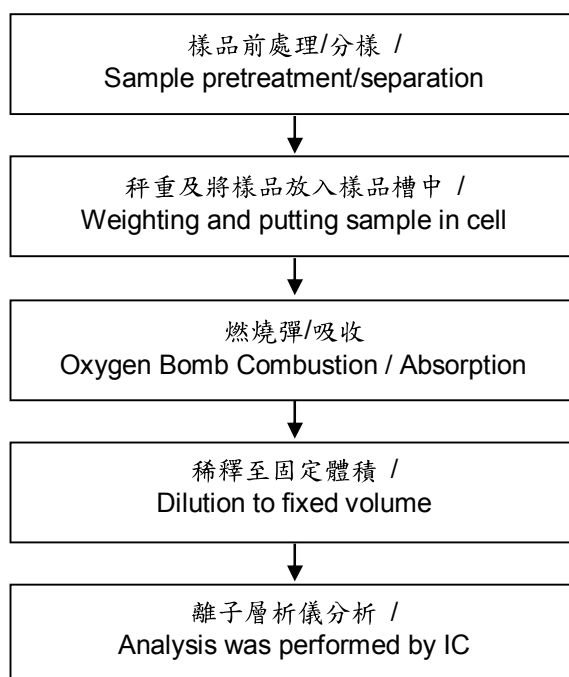 樣品前處理/分樣 /
Sample pretreatment/separation
秤重及將樣品放入樣品槽中 /
Weighting and putting sample in cell
燃燒彈/吸收
Oxygen Bomb Combustion / Absorption
稀釋至固定體積 /
Dilution to fixed volume
離子層析儀分析 /
Analysis was performed by IC